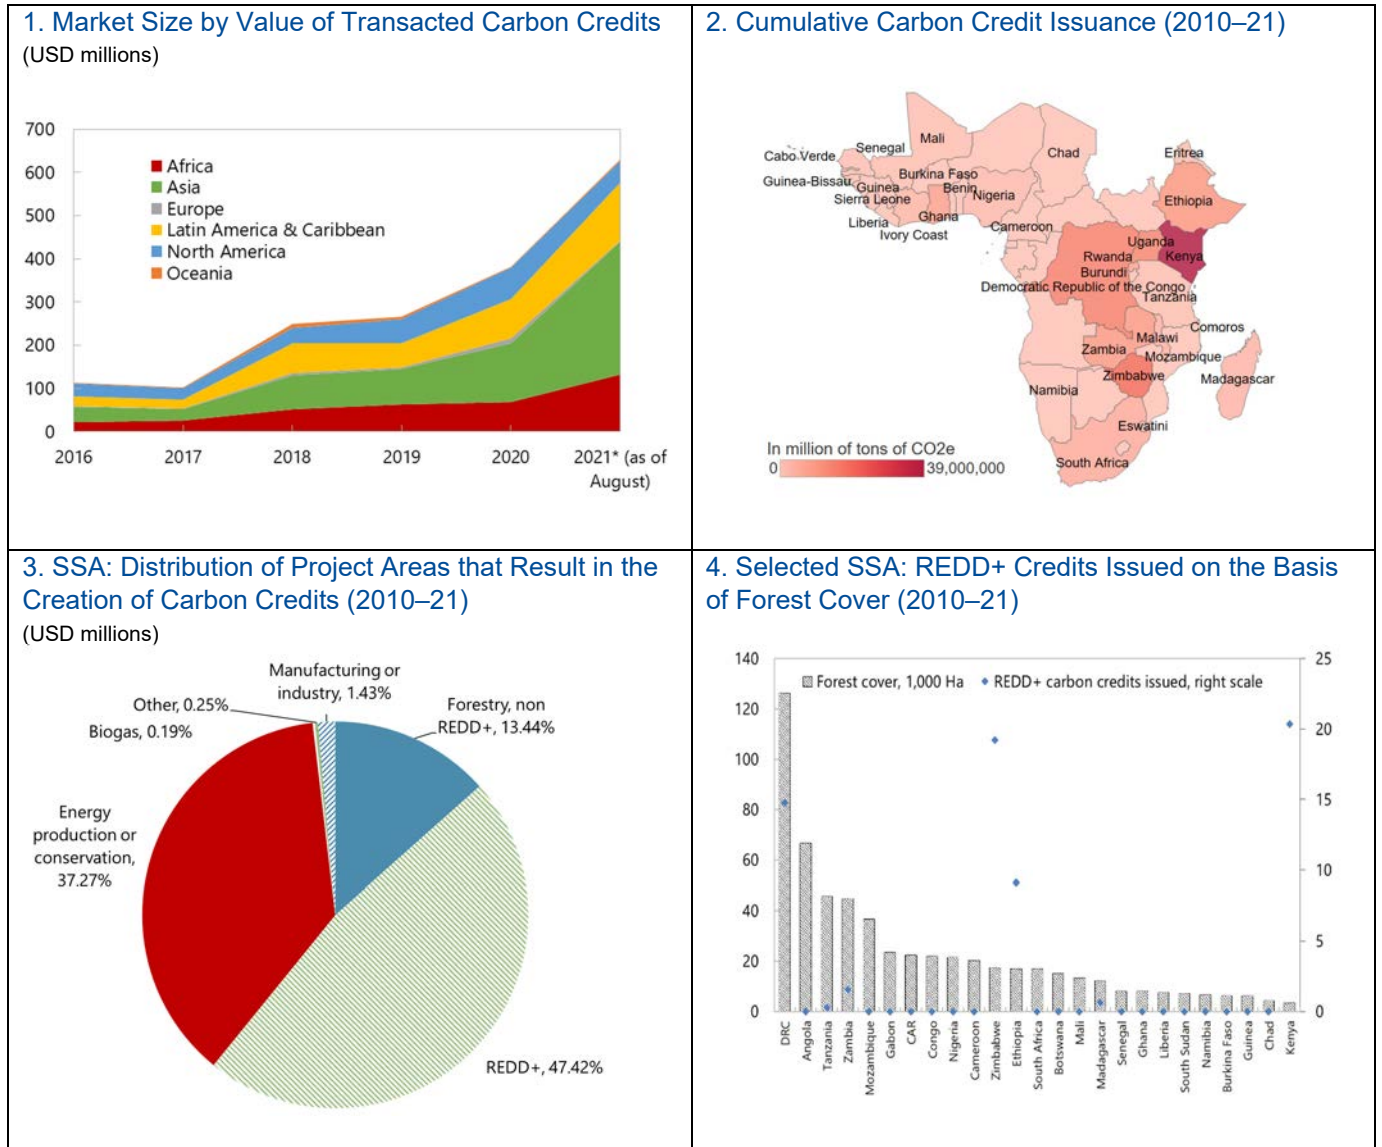 1. Market Size by Value of Transacted Carbon Credits
(USD millions)
700
600
500
400
300
200
100
0
Africa
Asia
Europe
Latin America & Caribbean
North America
Oceania
2016
2017
2018
2019
2020
2021* (as of
August)
2. Cumulative Carbon Credit Issuance (2010–21)
Mali
Chad
Eritrea
Cabo Verde
Senegal
Burkina Faso
Guinea-Bissau
Guinea
Benin
Nigeria
Sierra Leone
Ethiopia
Ghana
Liberia
Ivory Coast
Cameroon
Uganda
Rwanda
Kenya
Burundi
Democratic Republic of the Congo
Tanzania
Comoros
Malawi
Zambia
Mozambique
Zimbabwe
Madagascar
Namibia
Eswatini
South Africa
In million of tons of CO2e
0
39,000,000
3. SSA: Distribution of Project Areas that Result in the
Creation of Carbon Credits (2010–21)
(USD millions)
Manufacturing or
industry, 1.43%
Other, 0.25%
Biogas, 0.19%
Forestry, non
REDD+, 13.44%
Energy
production or
conservation,
37.27%
REDD+, 47.42%
4. Selected SSA: REDD+ Credits Issued on the Basis
of Forest Cover (2010–21)
140
120
100
80
60
40
20
0
Forest cover, 1,000 Ha
REDD+ carbon credits issued, right scale
25
20
15
10
5
0
DRC
Angola
Tanzania
Zambia
Mozambique
Gabon
CAR
Congo
Nigeria
Cameroon
Zimbabwe
Ethiopia
South Africa
Botswana
Mali
Madagascar
Senegal
Ghana
Liberia
South Sudan
Namibia
Burkina Faso
Guinea
Chad
Kenya